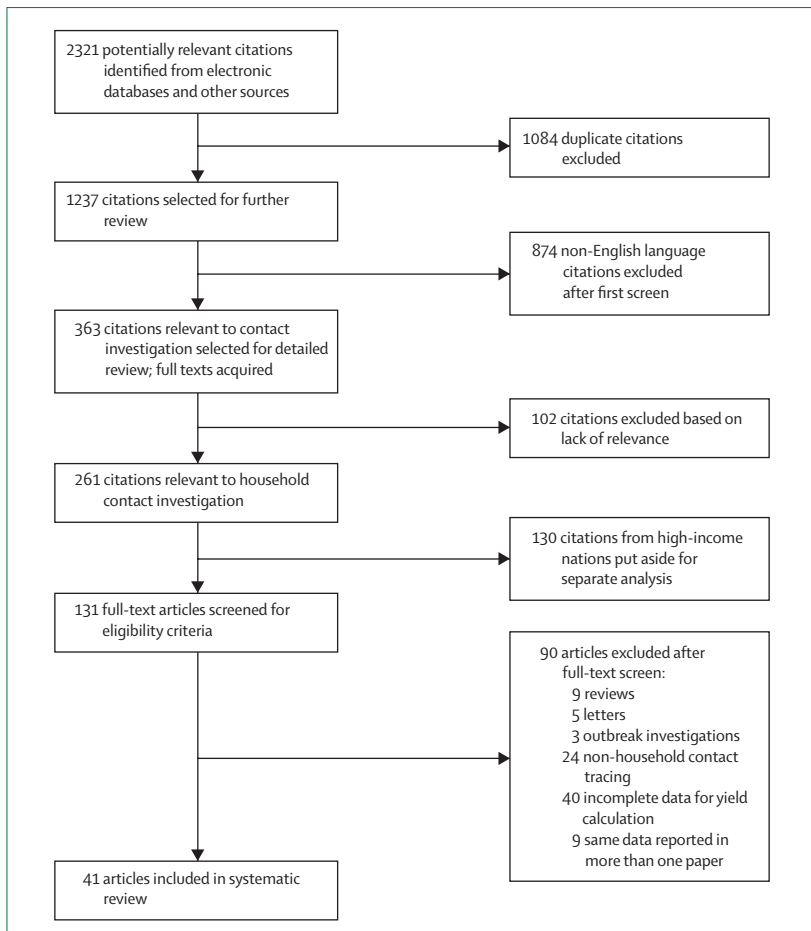 2321 potentially relevant citations
identified from electronic
databases and other sources
1084 duplicate citations
excluded
1237 citations selected for further
review
874 non-English language
citations excluded
after first screen
363 citations relevant to contact
investigation selected for detailed
review; full texts acquired
102 citations excluded based on
lack of relevance
261 citations relevant to household
contact investigation
130 citations from high-income
nations put aside for
separate analysis
131 full-text articles screened for
eligibility criteria
90 articles excluded after
full-text screen:
9 reviews
5 letters
3 outbreak investigations
24 non-household contact
tracing
40 incomplete data for yield
calculation
9 same data reported in
more than one paper
41 articles included in systematic
review